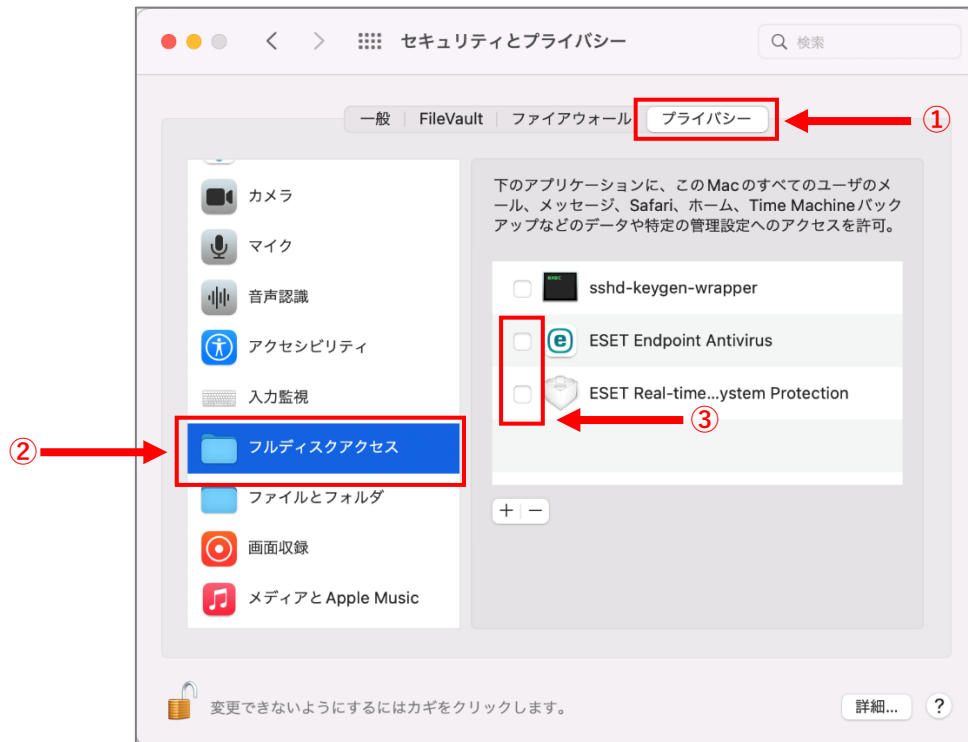 セキュリティとプライバシー
検索
一般 FileVault ファイアウォール プライバシー
①
カメラ
マイク
音声認識
アクセシビリティ
入力監視
②
フルディスクアクセス
ファイルとフォルダ
画面収録
メディアとApple Music
下のアプリケーションに、このMacのすべてのユーザのメ
ール、メッセージ、Safari、ホーム、Time Machineバック
アップなどのデータや特定の管理設定へのアクセスを許可。
EXEC
sshd-keygen-wrapper
e
ESET Endpoint Antivirus
ESET Real-time...ystem Protection
③
+ −
変更できないようにするにはカギをクリックします。
詳細... ?